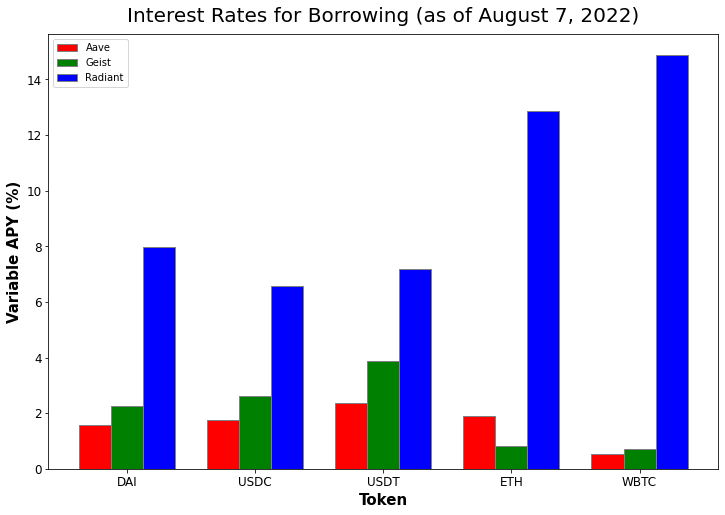 Interest Rates for Borrowing (as of August 7, 2022)
Aave
Geist
Radiant
Variable APY (%)
14
12
10
8
6
4
2
0
DAI USDC USDT ETH WBTC
Token